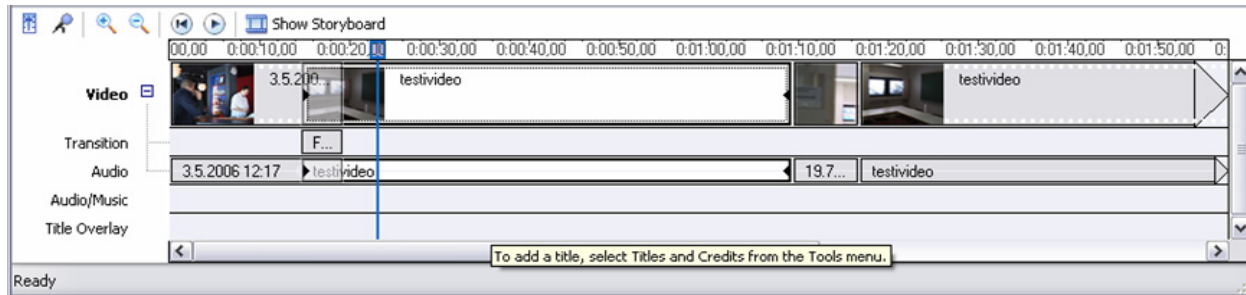 Show Storyboard
00,00 0:00:10,00 0:00:20 0:00:30,00 0:00:40,00 0:00:50,00 0:01:00,00 0:01:10,00 0:01:20,00 0:01:30,00 0:01:40,00 0:01:50,00 0:
Video 3.5.200... testivideo testivideo
Transition F...
Audio 3.5.2006 12:17 testivideo 19.7... testivideo
Audio/Music
Title Overlay
To add a title, select Titles and Credits from the Tools menu.
Ready